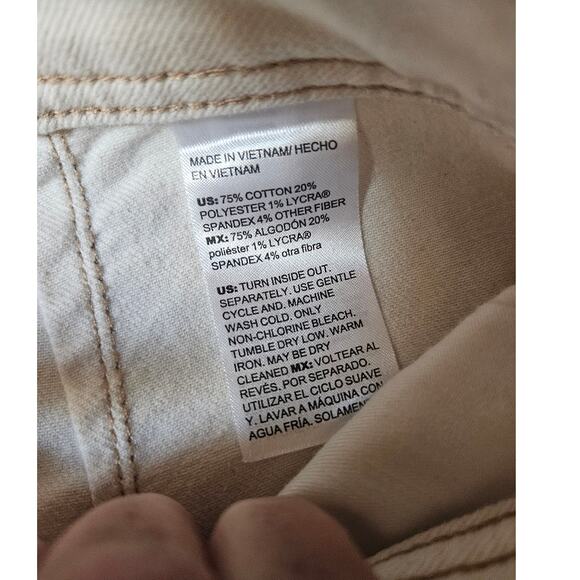 MADE IN VIETNAM/ HECHO
EN VIETNAM
US: 75% COTTON 20%
POLYESTER 1% LYCRA®
SPANDEX 4% OTHER FIBER
MX: 75% ALGODÓN 20%
poliéster 1% LYCRA®
SPANDEX 4% otra fibra
US: TURN INSIDE OUT.
SEPARATELY. USE GENTLE
CYCLE AND. MACHINE
WASH COLD. ONLY
NON-CHLORINE BLEACH.
TUMBLE DRY LOW. WARM
IRON. MAY BE DRY
CLEANED MX: VOLTEAR AL
REVÉS. POR SEPARADO.
UTILIZAR EL CICLO SUAVE
Y. LAVAR A MÁQUINA CON
AGUA FRÍA. SOLAMENT